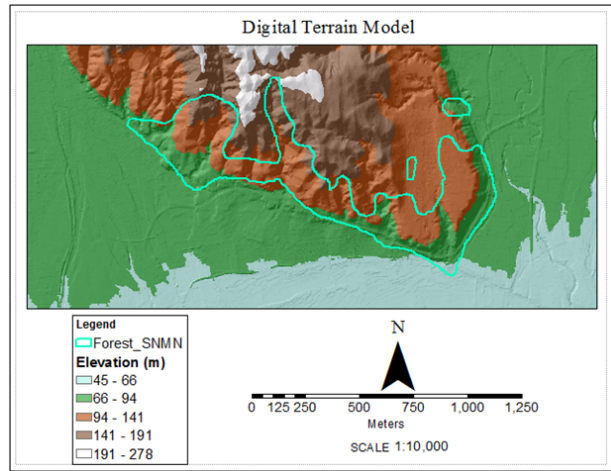 Digital Terrain Model
Legend
Forest_SNMN
Elevation (m)
45 - 66
66 - 94
94 - 141
141 - 191
191 - 278
N
0 125 250 500 750 1,000 1,250
Meters
SCALE 1:10,000